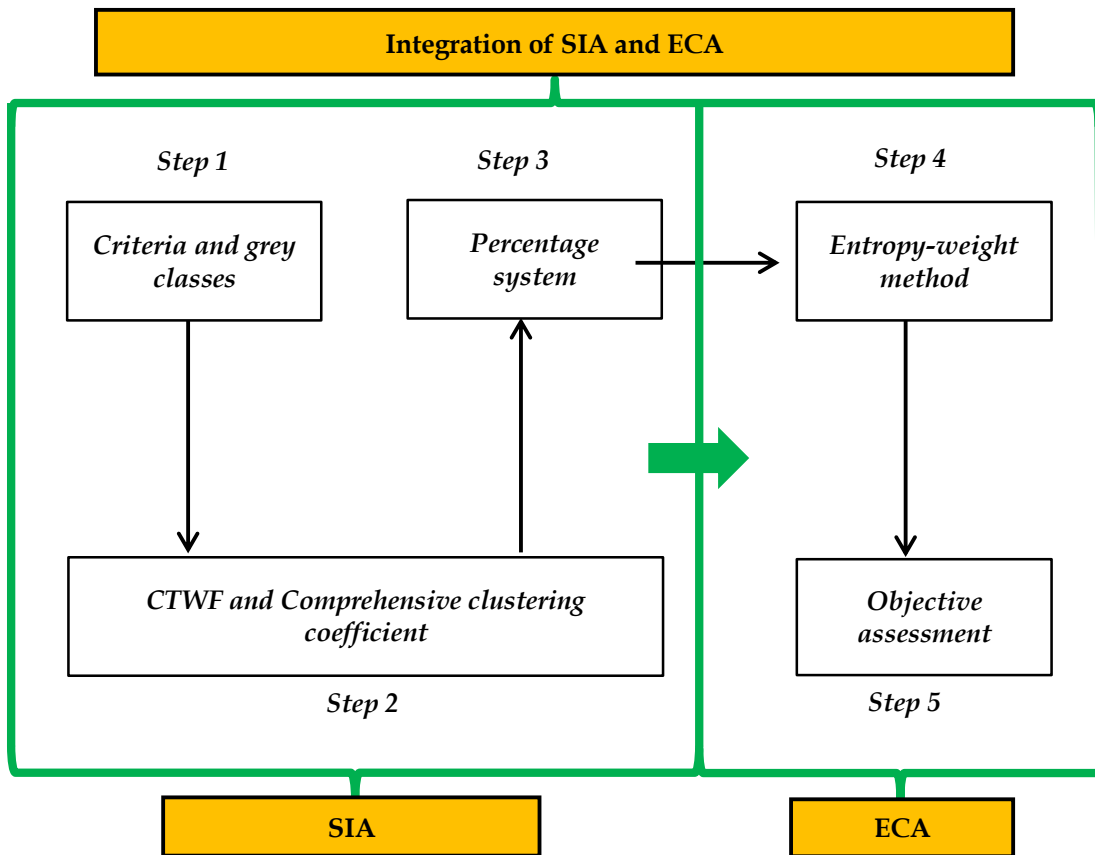 Integration of SIA and ECA
Step 1
Criteria and grey
classes
Step 3
Percentage
system
Step 4
Entropy-weight
method
CTWF and Comprehensive clustering
coefficient
Step 2
Objective
assessment
Step 5
SIA
ECA